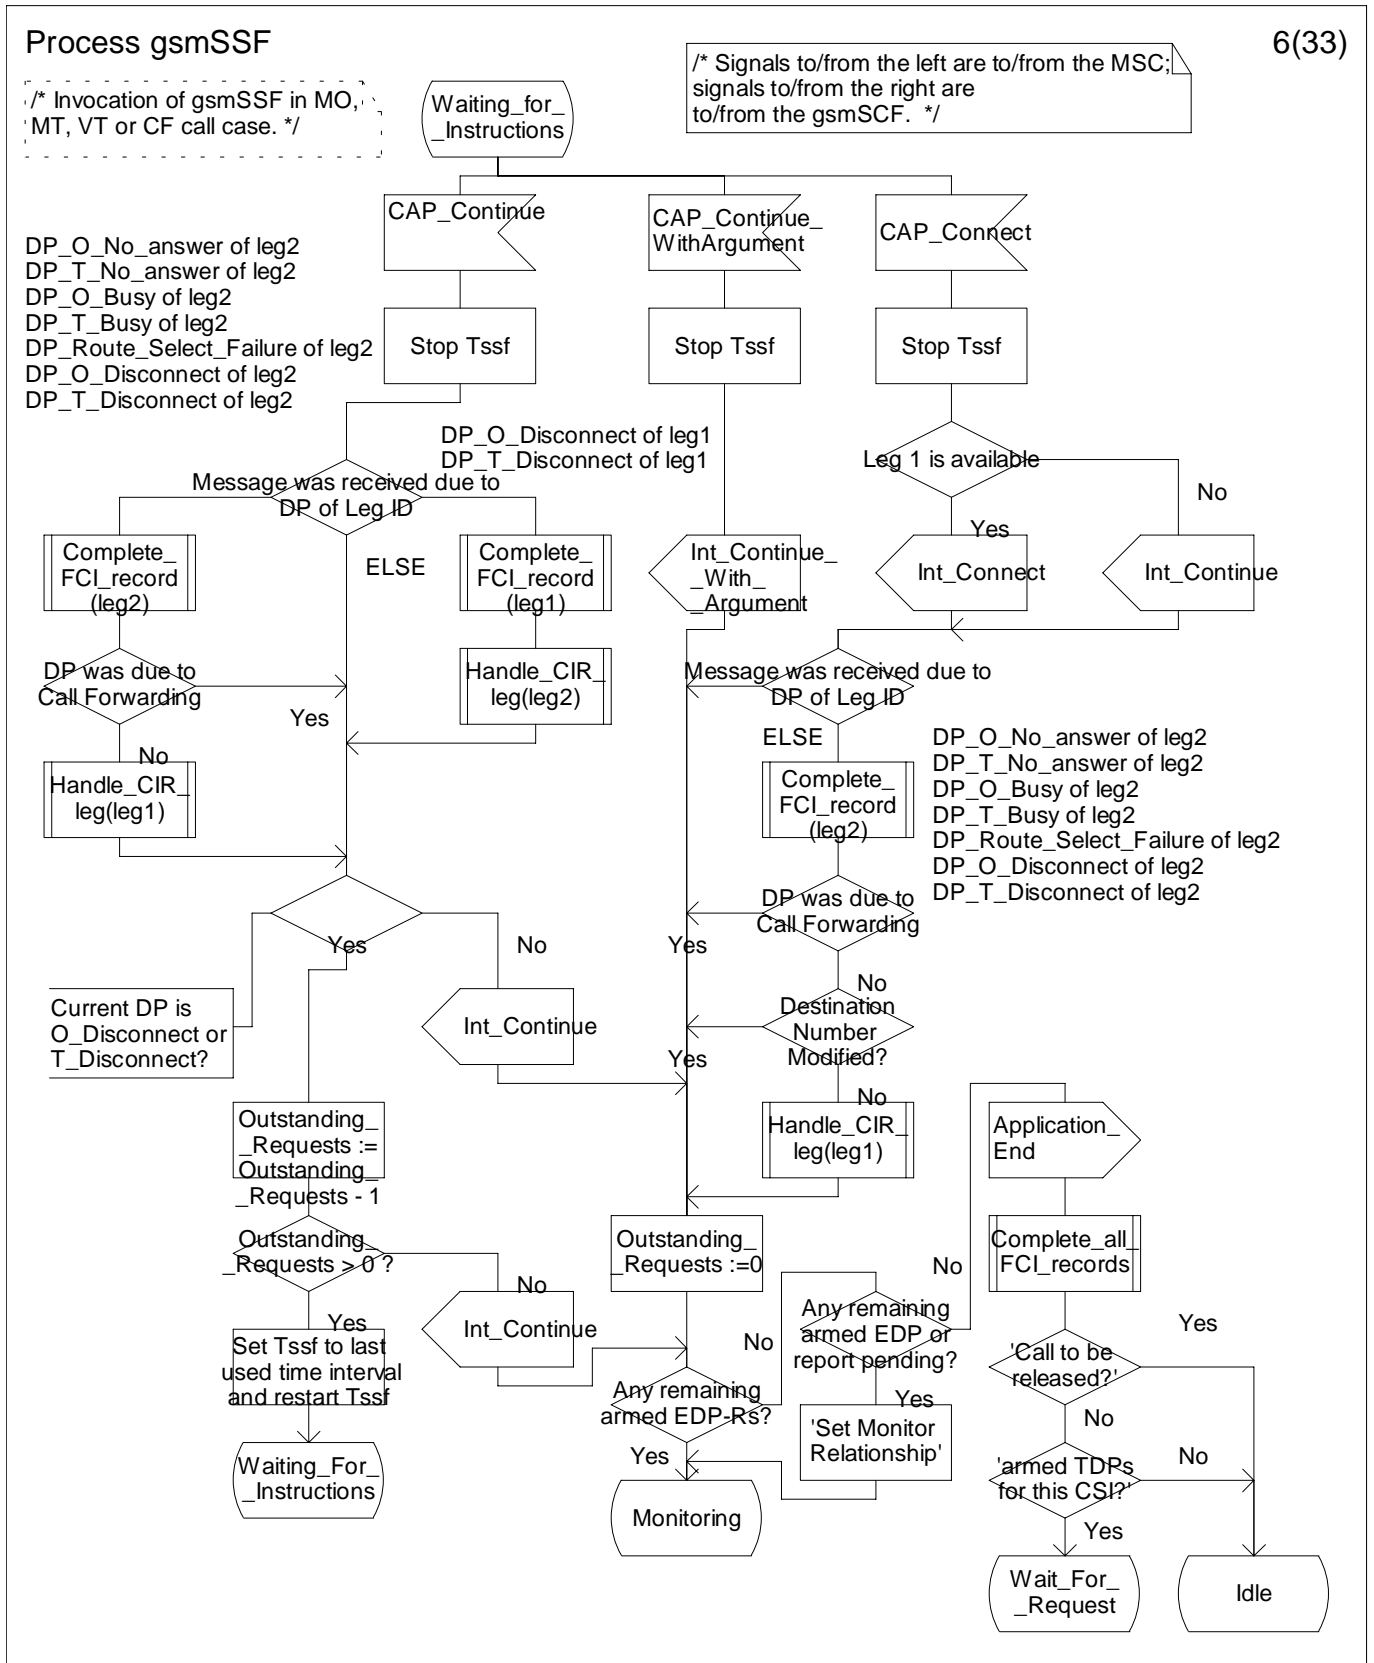 Process gsmSSF
6(33)
/* Invocation of gsmSSF in MO,
MT, VT or CF call case. */
Waiting_for_
_Instructions
/* Signals to/from the left are to/from the MSC;
signals to/from the right are
to/from the gsmSCF.  */
CAP_Continue
CAP_Continue_
WithArgument
CAP_Connect
DP_O_No_answer of leg2
DP_T_No_answer of leg2
DP_O_Busy of leg2
DP_T_Busy of leg2
DP_Route_Select_Failure of leg2
DP_O_Disconnect of leg2
DP_T_Disconnect of leg2
Stop Tssf
Stop Tssf
Stop Tssf
DP_O_Disconnect of leg1
DP_T_Disconnect of leg1
Leg 1 is available
Message was received due to
DP of Leg ID
No
Yes
Complete_
FCI_record
(leg2)
ELSE
Complete_
FCI_record
(leg1)
Int_Continue_
_With_
_Argument
Int_Connect
Int_Continue
DP was due to
Call Forwarding
Yes
Handle_CIR_
leg(leg2)
Message was received due to
DP of Leg ID
ELSE
No
Handle_CIR_
leg(leg1)
Complete_
FCI_record
(leg2)
DP_O_No_answer of leg2
DP_T_No_answer of leg2
DP_O_Busy of leg2
DP_T_Busy of leg2
DP_Route_Select_Failure of leg2
DP_O_Disconnect of leg2
DP_T_Disconnect of leg2
DP was due to
Call Forwarding
Yes
No
Yes
No
Current DP is
O_Disconnect or
T_Disconnect?
Int_Continue
Destination
Number
Modified?
Yes
No
Outstanding_
_Requests :=
Outstanding_
_Requests - 1
Handle_CIR_
leg(leg1)
Application_
End
Outstanding_
_Requests > 0 ?
Outstanding_
_Requests :=0
Complete_all_
FCI_records
No
No
Yes
Int_Continue
No
Any remaining
armed EDP or
report pending?
Yes
Set Tssf to last
used time interval
and restart Tssf
'Call to be
released?'
Any remaining
armed EDP-Rs?
Yes
Yes
'Set Monitor
Relationship'
No
Waiting_For_
_Instructions
'armed TDPs
for this CSI?'
No
Monitoring
Yes
Wait_For_
_Request
Idle